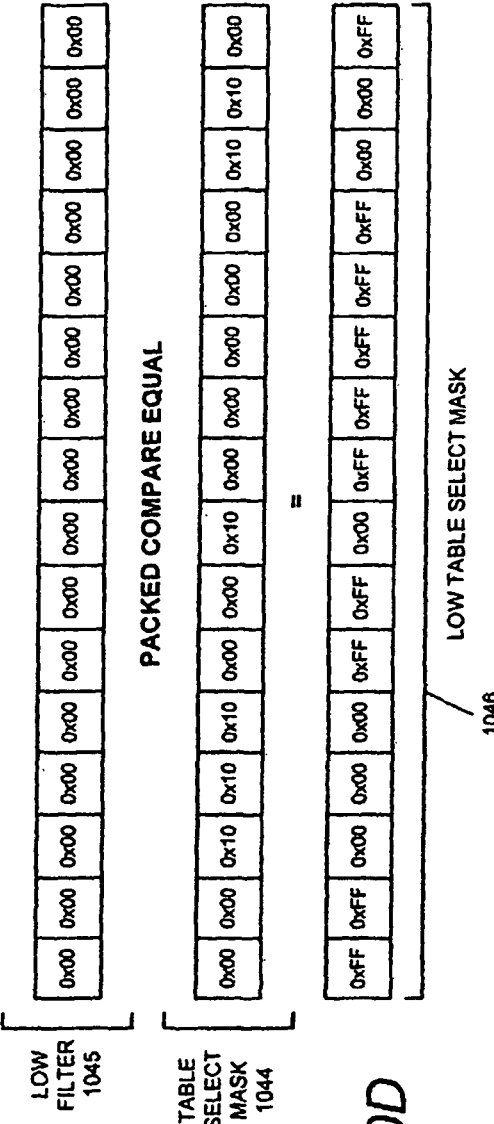 LOW
FILTER
1045
0x00 0x00 0x00 0x00 0x00 0x00 0x00 0x00 0x00 0x00 0x00 0x00 0x00 0x00 0x00 0x00
PACKED COMPARE EQUAL
TABLE
SELECT
MASK
1044
0x00 0x00 0x10 0x10 0x10 0x00 0x00 0x10 0x00 0x00 0x00 0x00 0x00 0x10 0x10 0x00
=
0xFF 0xFF 0x00 0x00 0x00 0xFF 0xFF 0x00 0xFF 0xFF 0xFF 0xFF 0xFF 0x00 0x00 0xFF
LOW TABLE SELECT MASK
1046
0D